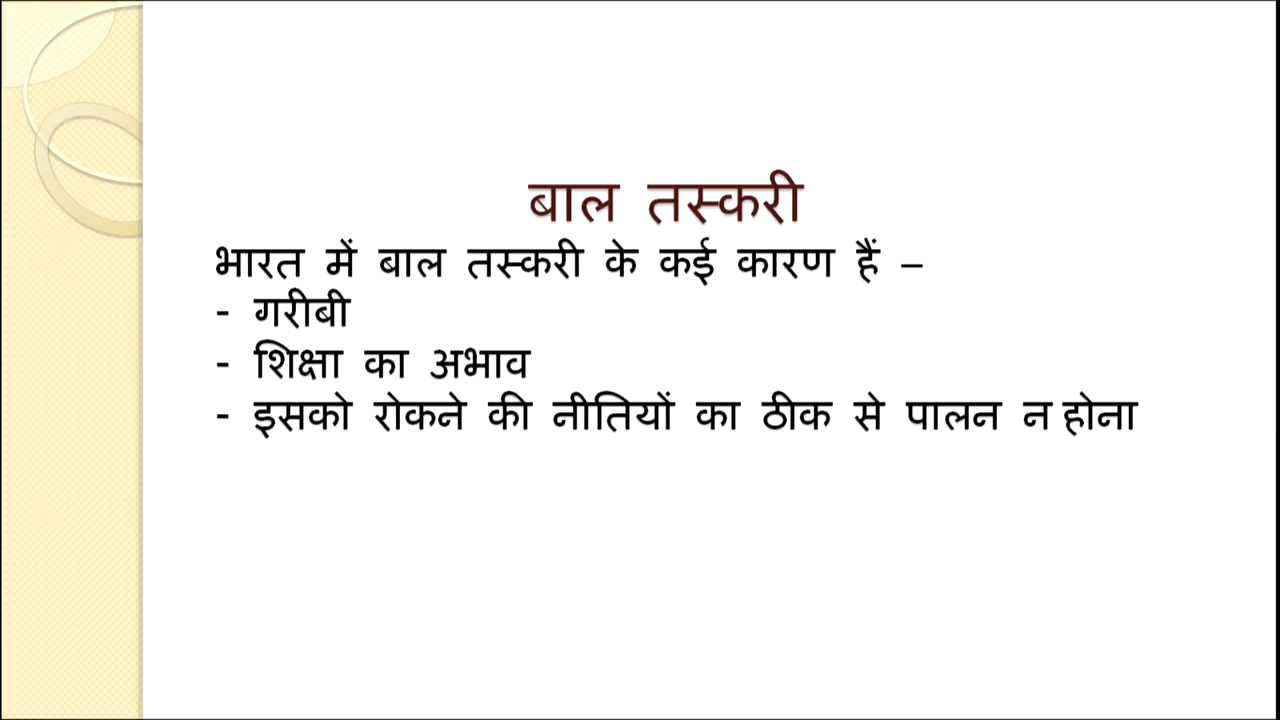 बाल तस्करी
भारत में बाल तस्करी के कई कारण हैं –
- गरीबी
- शिक्षा का अभाव
- इसको रोकने की नीतियों का ठीक से पालन न होना